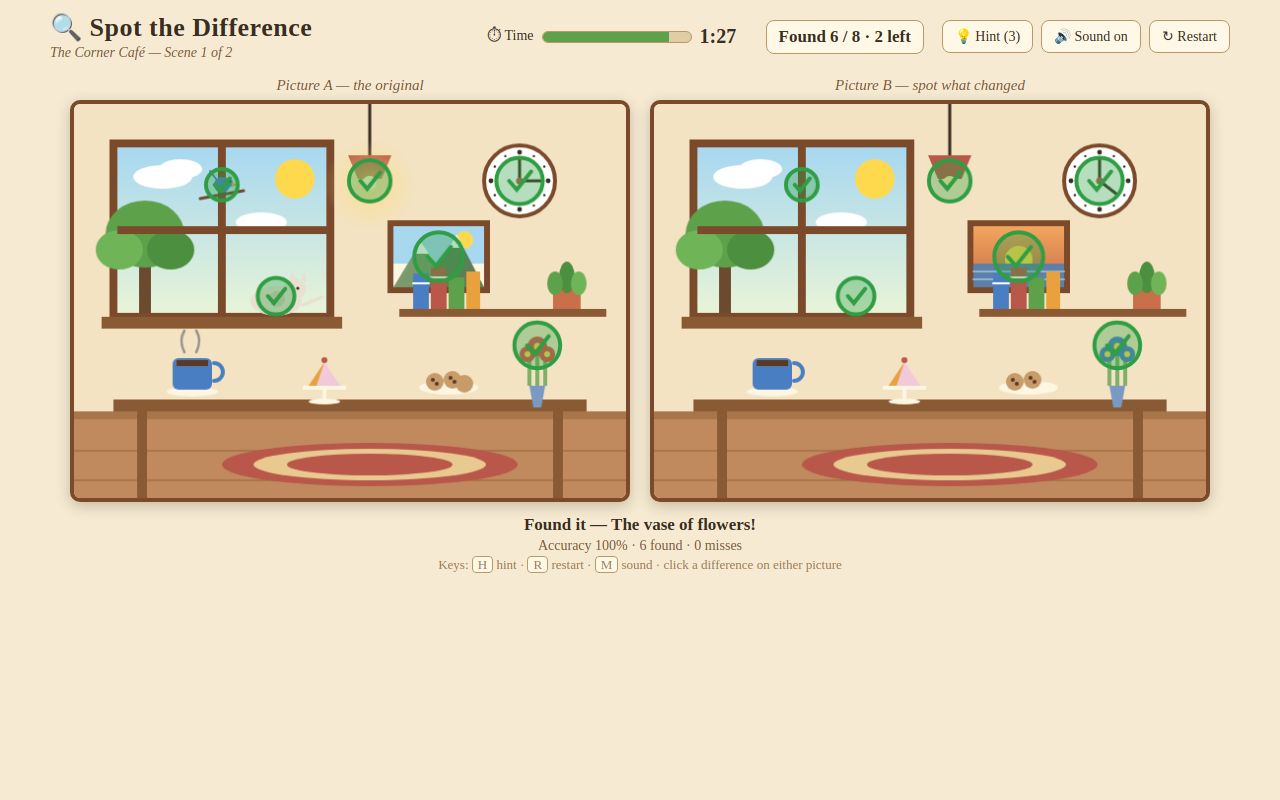 🔍 Spot the Difference
The Corner Café — Scene 1 of 2
⏱ Time 1:27
Found 6 / 8 · 2 left
💡 Hint (3)
🔊 Sound on
↻ Restart
Picture A — the original
Picture B — spot what changed
Found it — The vase of flowers!
Accuracy 100% · 6 found · 0 misses
Keys: H hint · R restart · M sound · click a difference on either picture